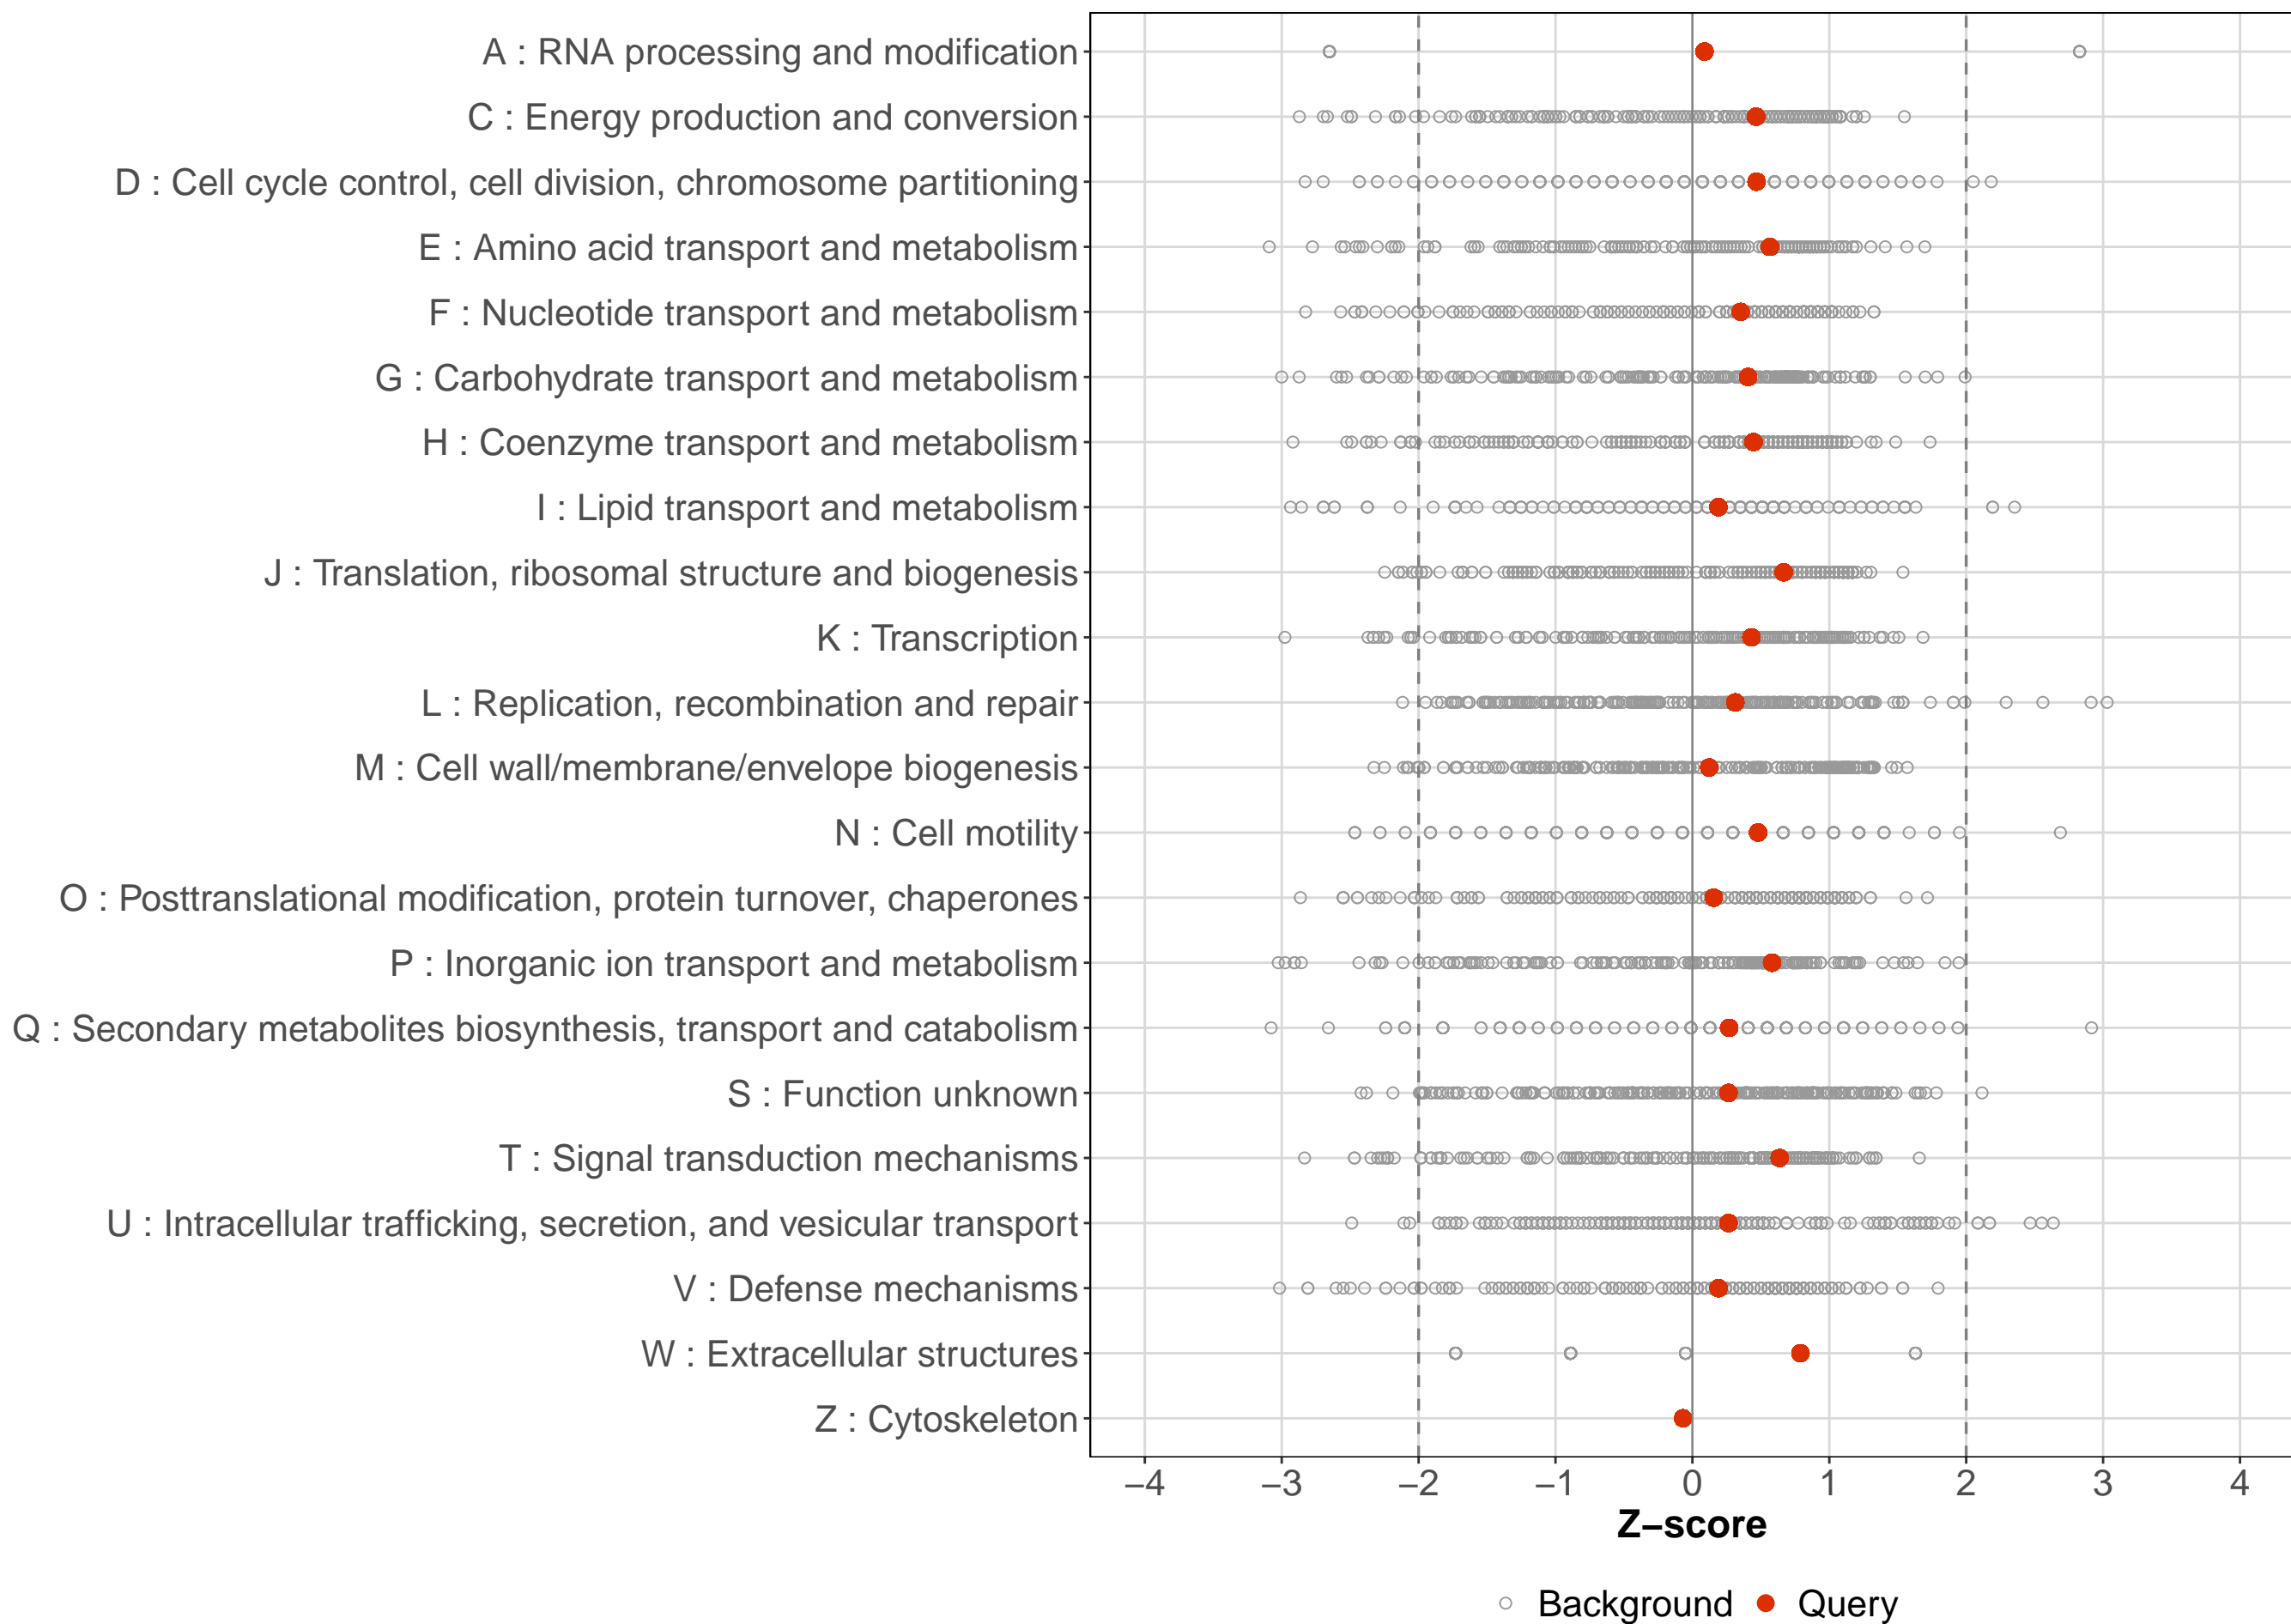 A : RNA processing and modification
C : Energy production and conversion
D : Cell cycle control, cell division, chromosome partitioning
E : Amino acid transport and metabolism
F : Nucleotide transport and metabolism
G : Carbohydrate transport and metabolism
H : Coenzyme transport and metabolism
I : Lipid transport and metabolism
J : Translation, ribosomal structure and biogenesis
K : Transcription
L : Replication, recombination and repair
M : Cell wall/membrane/envelope biogenesis
N : Cell motility
O : Posttranslational modification, protein turnover, chaperones
P : Inorganic ion transport and metabolism
Q : Secondary metabolites biosynthesis, transport and catabolism
S : Function unknown
T : Signal transduction mechanisms
U : Intracellular trafficking, secretion, and vesicular transport
V : Defense mechanisms
W : Extracellular structures
Z : Cytoskeleton
−4 −3 −2 −1 0 1 2 3 4
Z−score
Background Query